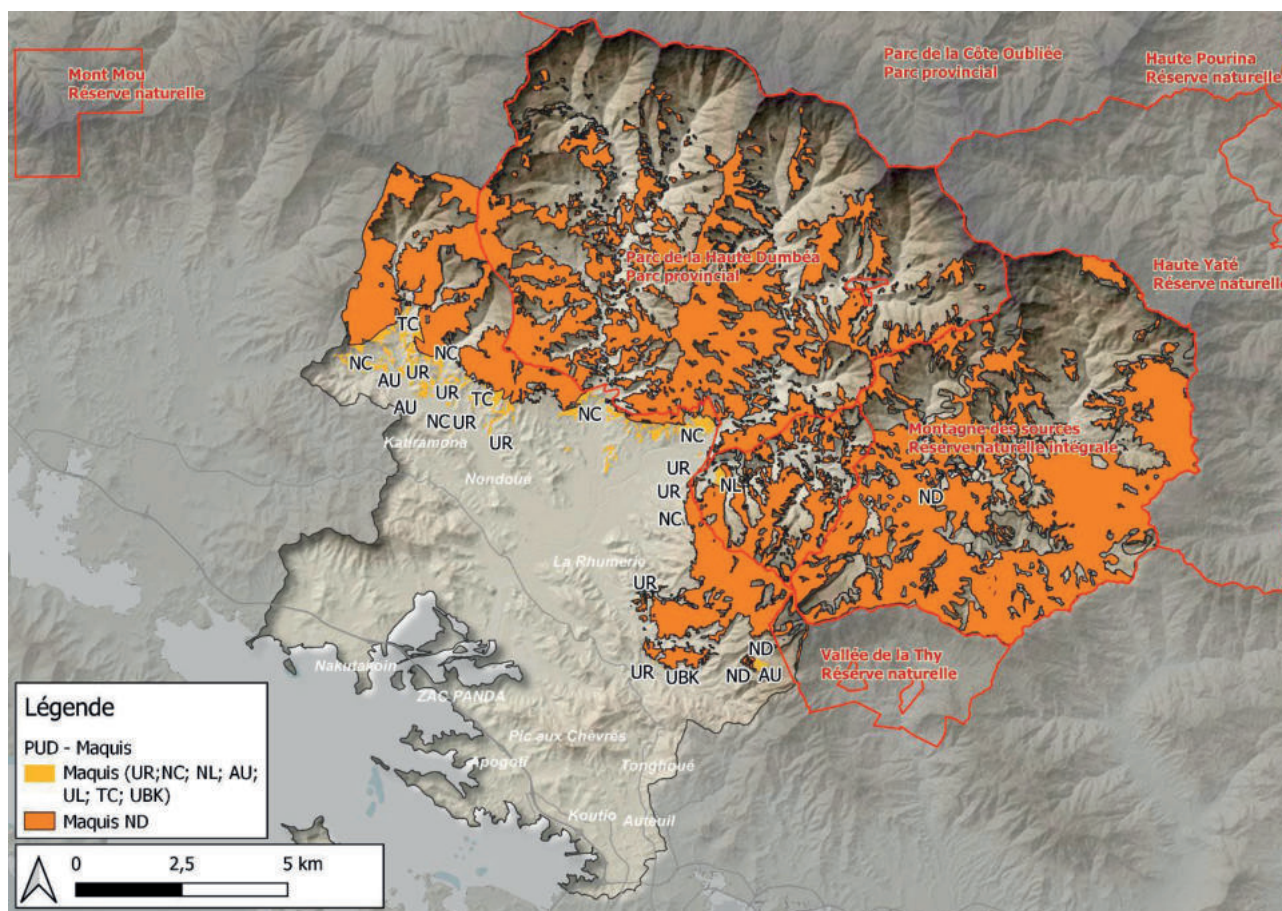 Mont Mou
Réserve naturelle
Parc de la Côte Oubliée
Parc provincial
Haute Pourina
Réserve naturelle
Parc de la Haute Dumbéa
Parc provincial
Haute Yaté
Réserve naturelle
TC
NC
NC
AU
UR
UR
TC
AU
NC
UR
UR
NC
NC
Katiramona
Nondoué
Montagne des sources
Réserve naturelle intégrale
UR
NL
UR
ND
NC
La Rhumerie
UR
ND
UR
UBK
ND
AU
Vallée de la Thy
Réserve naturelle
Nakutakoin
ZAC PANDA
Pic aux Chèvres
Apogoti
Tonghoué
Koutio
Auteuil
Légende
PUD - Maquis
Maquis (UR;NC; NL; AU;
UL; TC; UBK)
Maquis ND
0 2,5 5 km